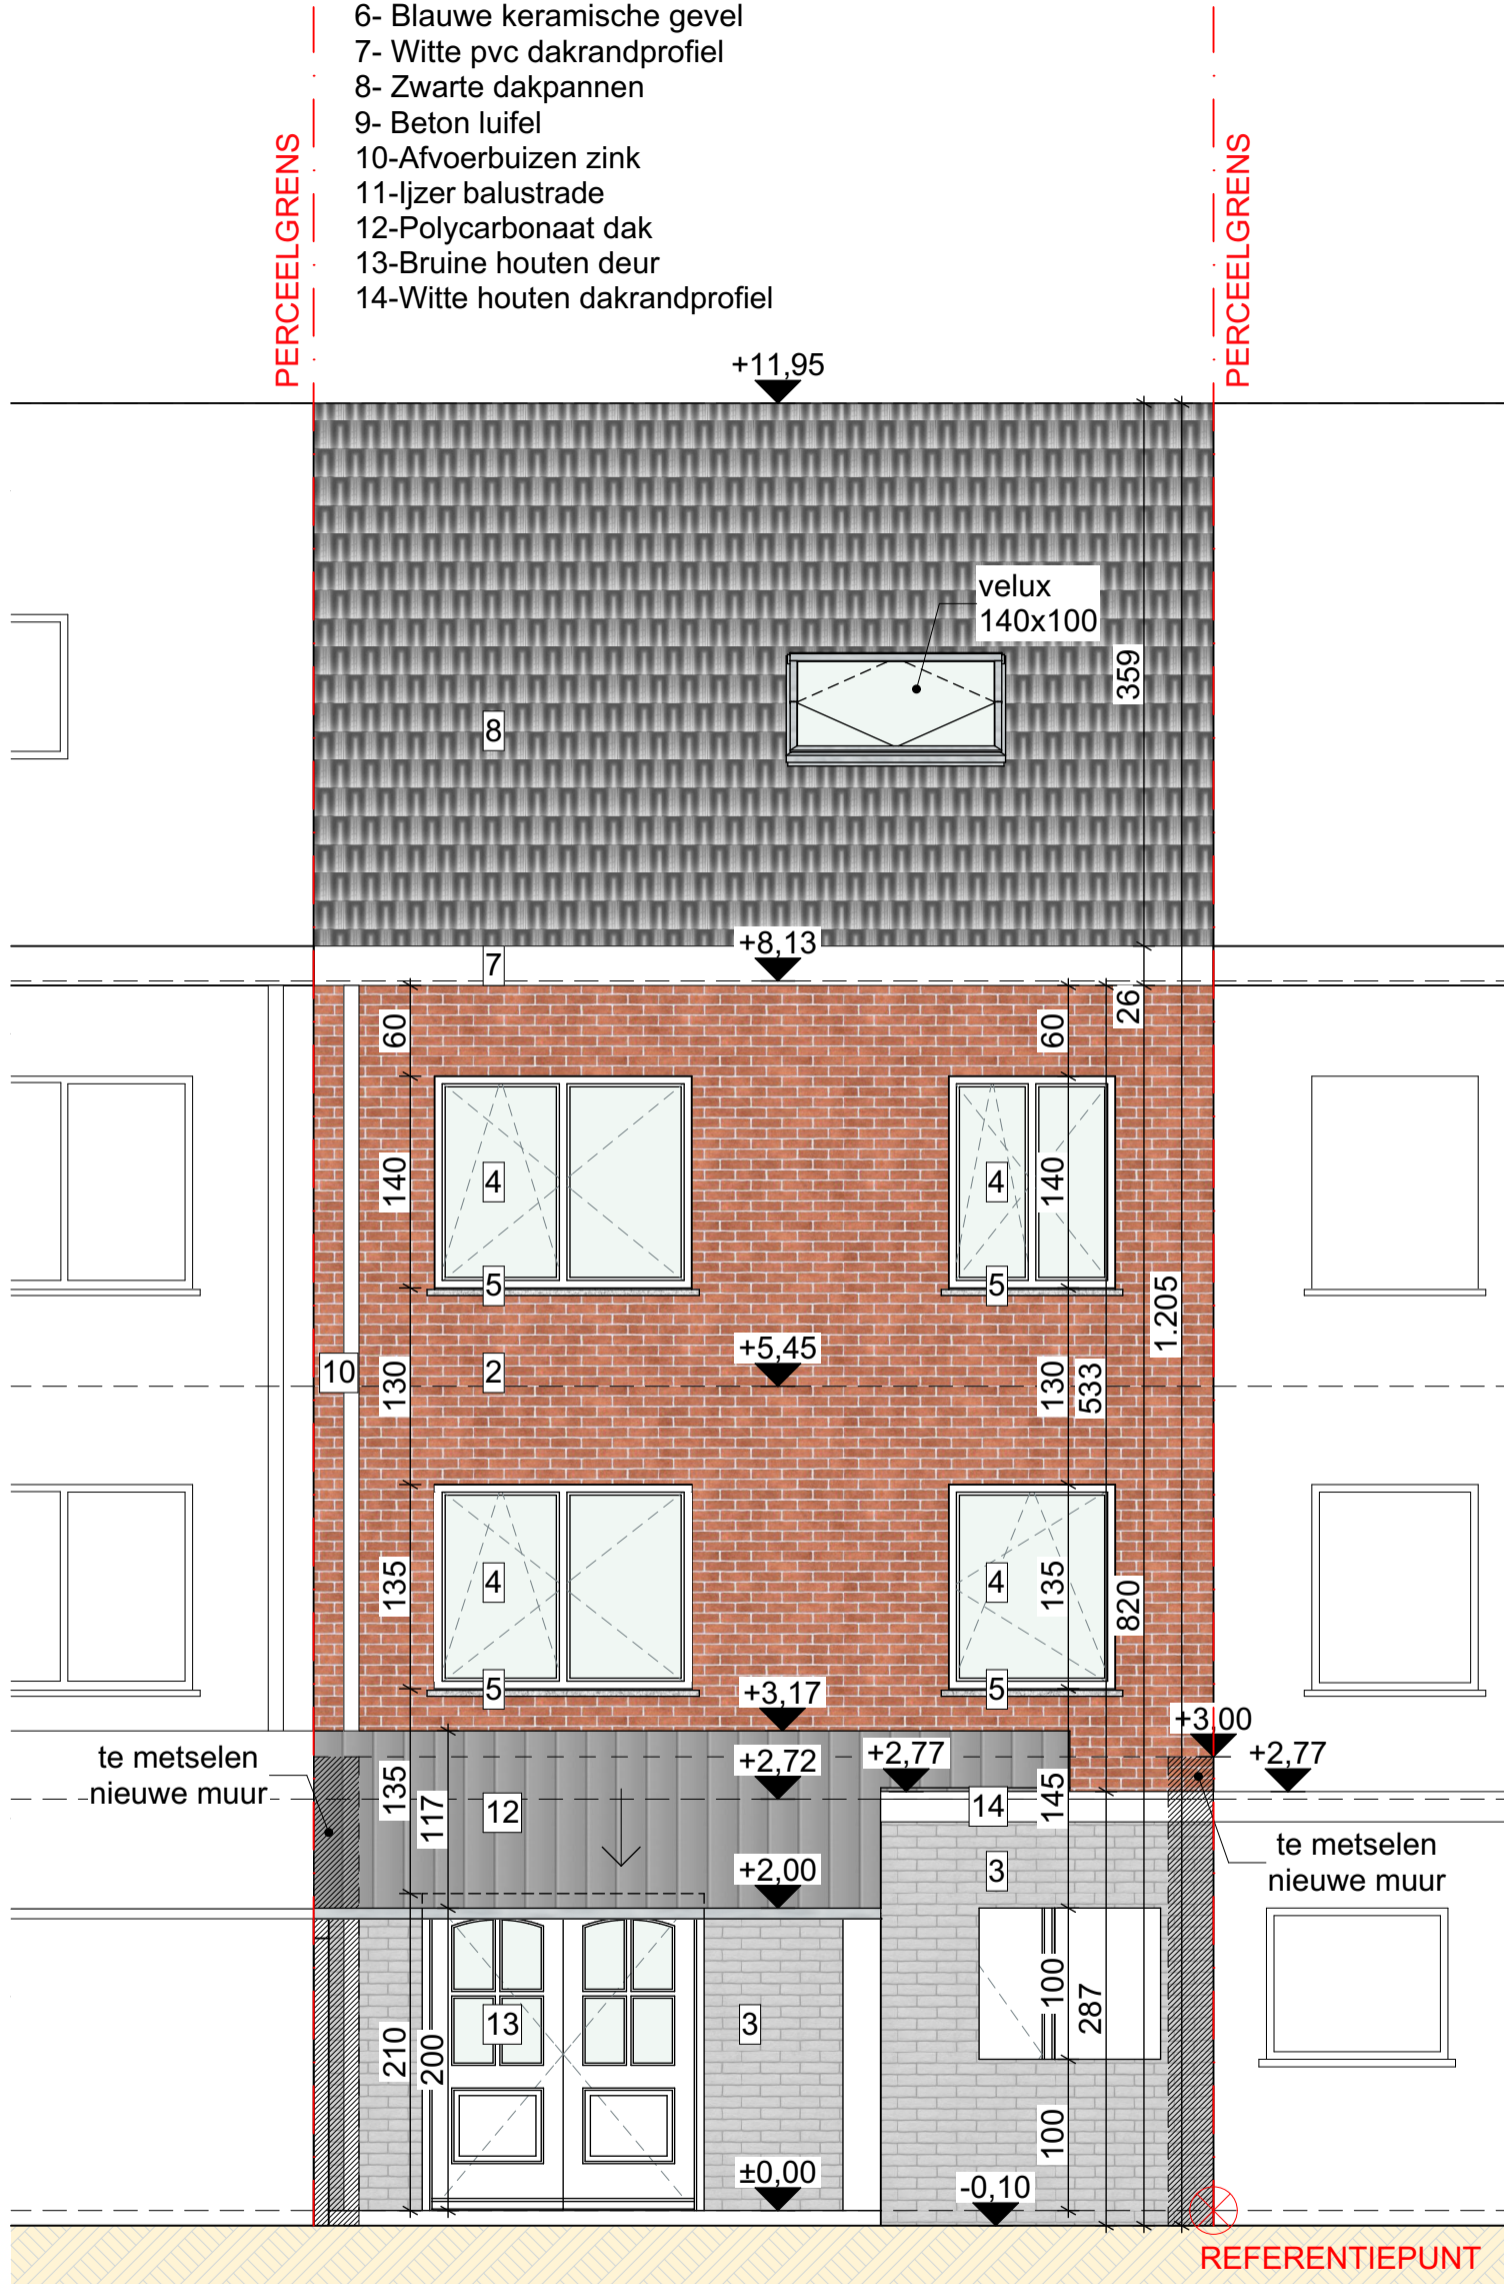 6- Blauwe keramische gevel
7- Witte pvc dakrandprofiel
8- Zwarte dakpannen
9- Beton luifel
10-Afvoerbuizen zink
11-Ijzer balustrade
12-Polycarbonaat dak
13-Bruine houten deur
14-Witte houten dakrandprofiel
PERCEELGRENS
PERCEELGRENS
+11,95
velux
140x100
359
8
+8,13
7
26
60
60
140
4
4
140
5
5
1.205
+5,45
10
130
2
130
533
135
4
4
135
820
5
5
+3,17
+3,00
+2,72
+2,77
+2,77
te metselen
nieuwe muur
135
117
12
14
145
te metselen
nieuwe muur
+2,00
3
210
200
13
3
100
287
100
±0,00
-0,10
REFERENTIEPUNT